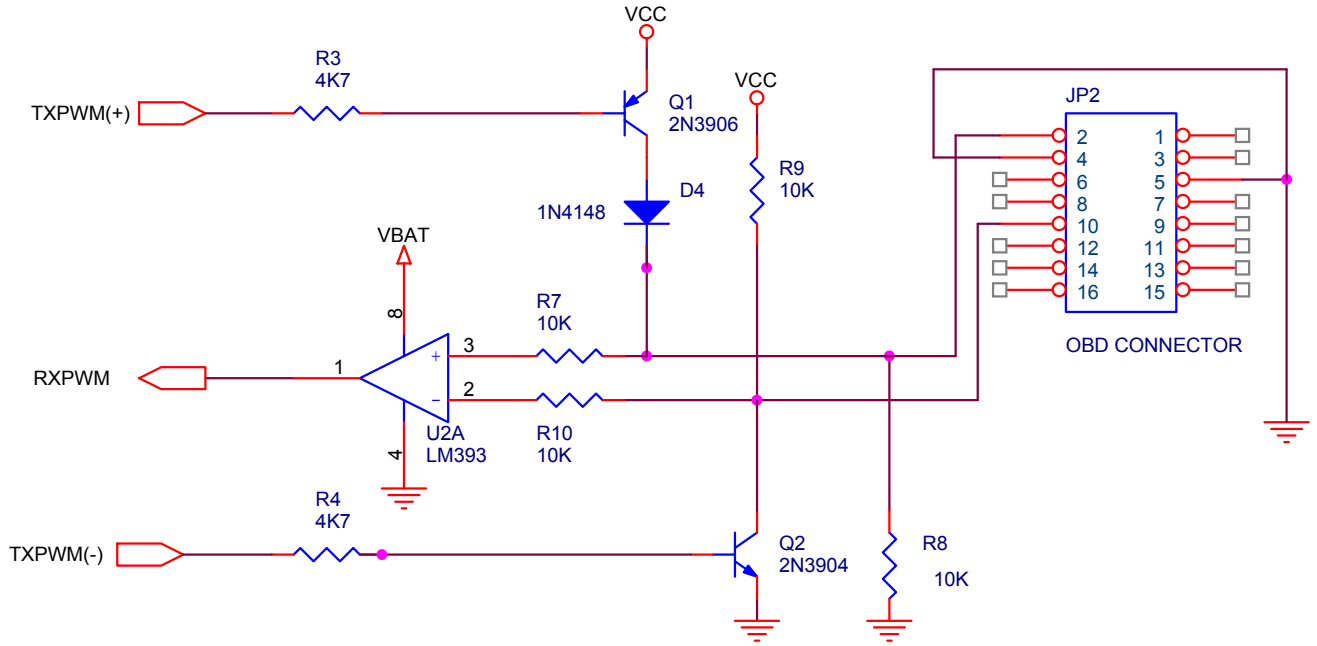 VCC
R3
4K7
TXPWM(+)
Q1
2N3906
VCC
JP2
D4
1N4148
R9
10K
2
1
4
3
6
5
8
7
10
9
12
11
14
13
16
15
OBD CONNECTOR
VBAT
8
R7
10K
3
+
1
RXPWM
2
−
4
U2A
LM393
R10
10K
R4
4K7
TXPWM(-)
Q2
2N3904
R8
10K